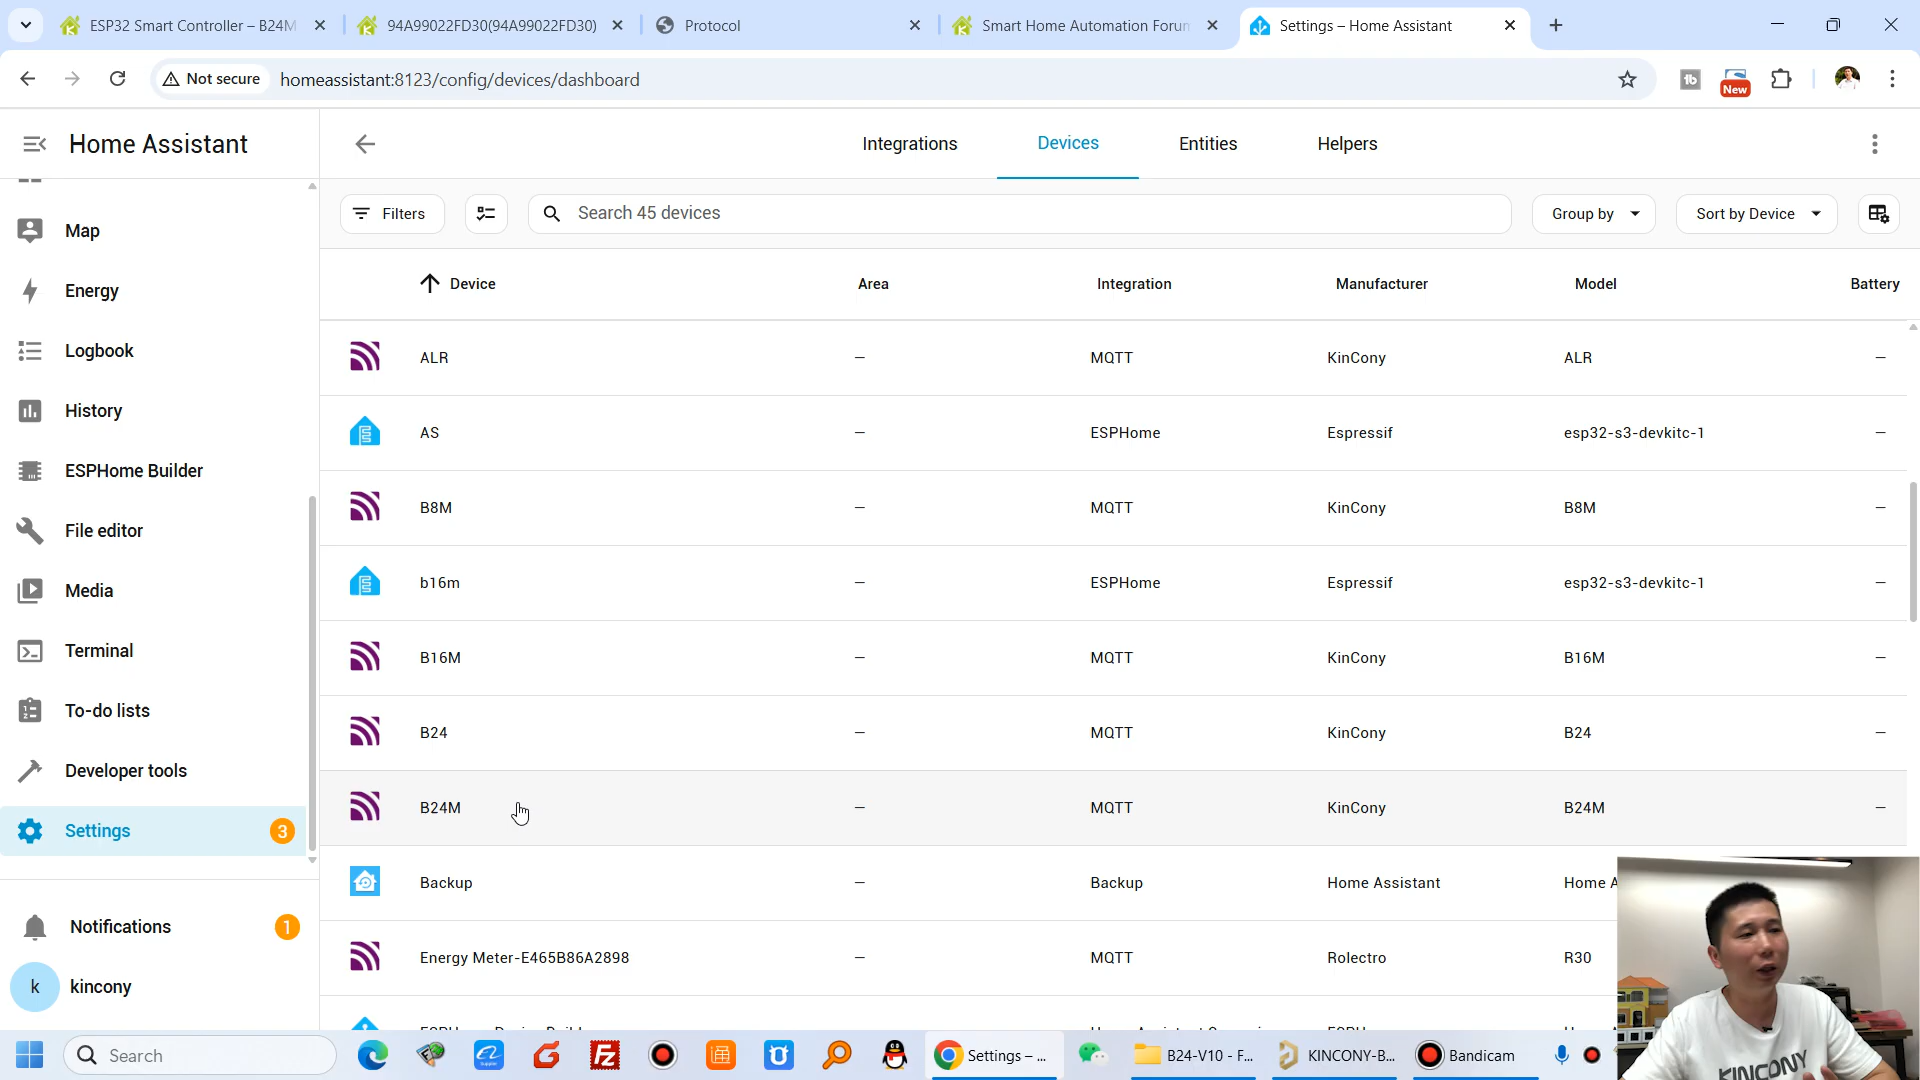 ESP32 Smart Controller – B24M
94A99022FD30(94A99022FD30)
Protocol
Smart Home Automation Forun
Settings – Home Assistant
Not secure
homeassistant:8123/config/devices/dashboard
New
Home Assistant
Integrations
Devices
Entities
Helpers
Filters
Search 45 devices
Group by
Sort by Device
Map
Energy
Logbook
History
ESPHome Builder
File editor
Media
Terminal
To-do lists
Developer tools
Settings 3
Notifications 1
k kincony
Device Area Integration Manufacturer Model Battery
ALR – MQTT KinCony ALR –
AS – ESPHome Espressif esp32-s3-devkitc-1 –
B8M – MQTT KinCony B8M –
b16m – ESPHome Espressif esp32-s3-devkitc-1 –
B16M – MQTT KinCony B16M –
B24 – MQTT KinCony B24 –
B24M – MQTT KinCony B24M –
Backup – Backup Home Assistant Home A
Energy Meter-E465B86A2898 – MQTT Rolectro R30
KINCONY
Search
Settings – ...
B24-V10 - F...
KINCONY-B...
Bandicam